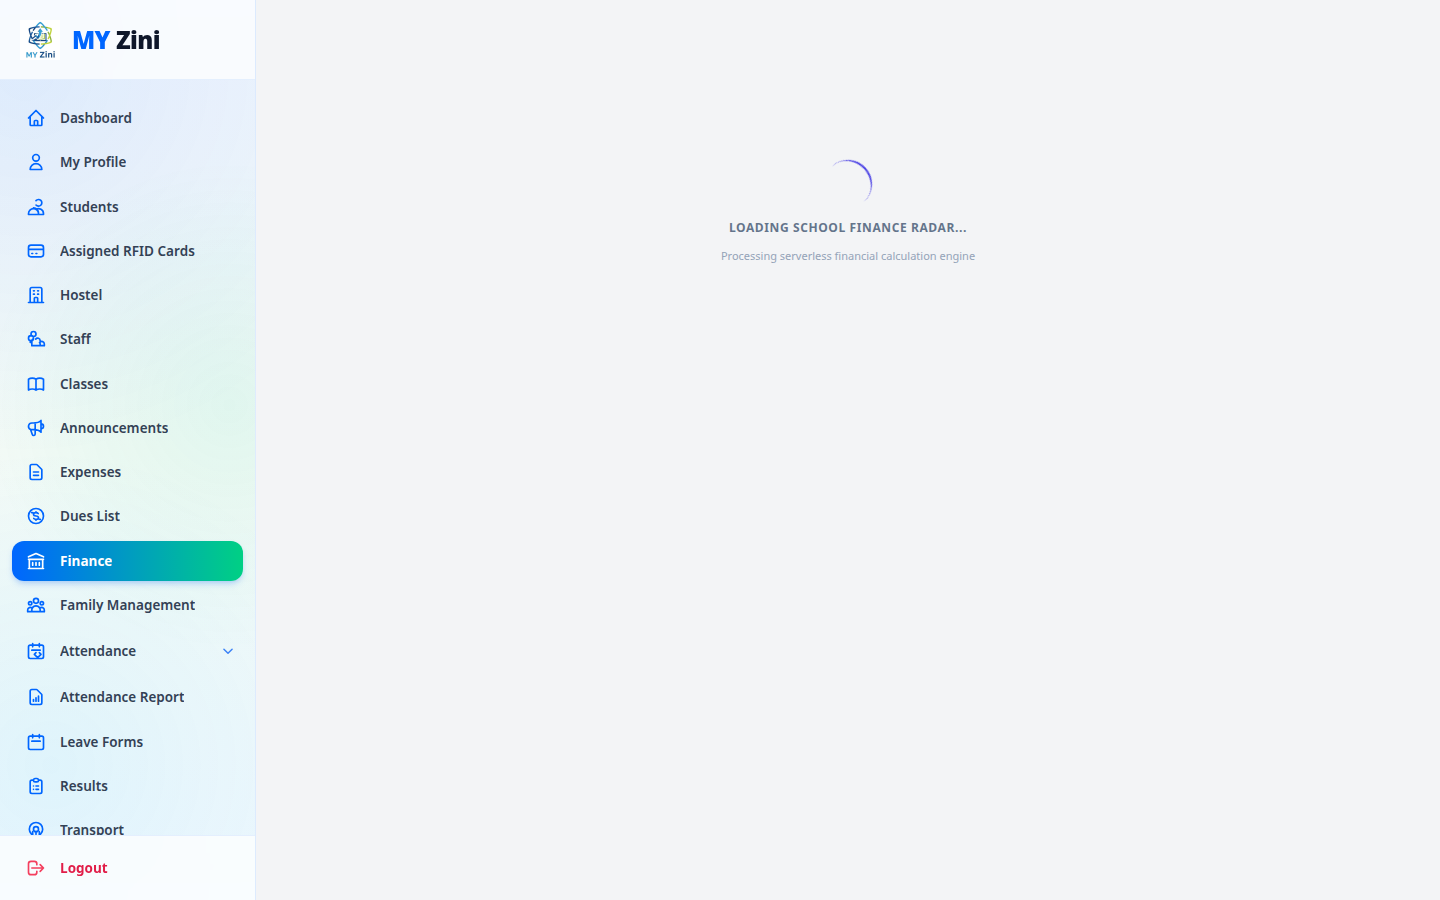 MY Zini
MY Zini
Dashboard
My Profile
Students
Assigned RFID Cards
Hostel
Staff
Classes
Announcements
Expenses
Dues List
Finance
Family Management
Attendance
Attendance Report
Leave Forms
Results
Transport
Logout
LOADING SCHOOL FINANCE RADAR...
Processing serverless financial calculation engine